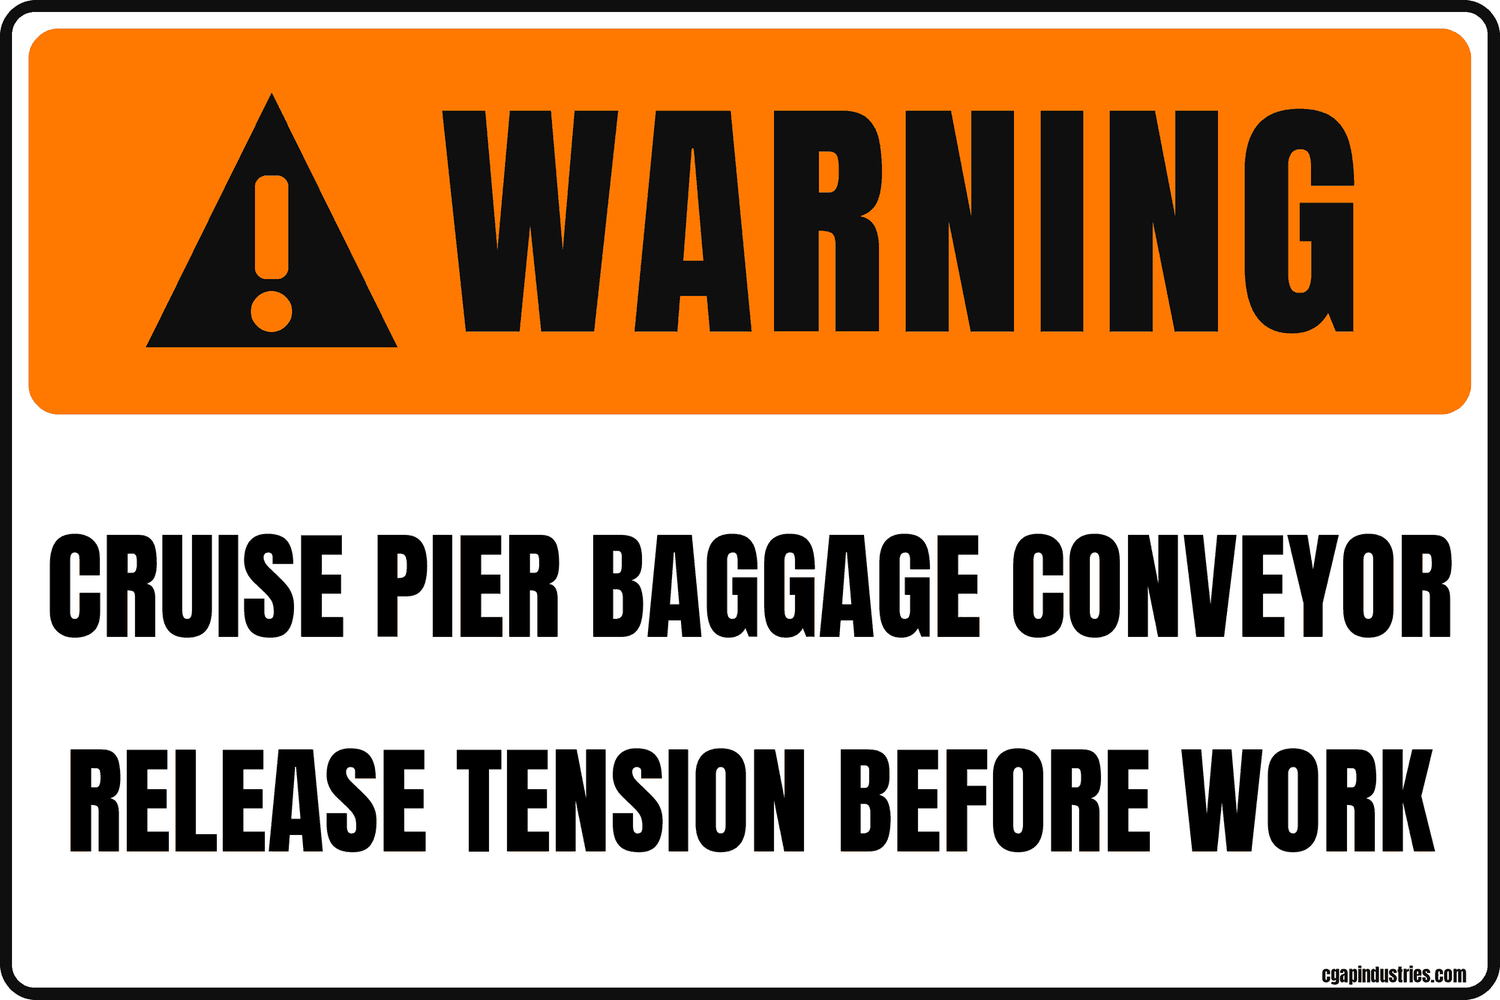 WARNING
CRUISE PIER BAGGAGE CONVEYOR
RELEASE TENSION BEFORE WORK
cgapindustries.com